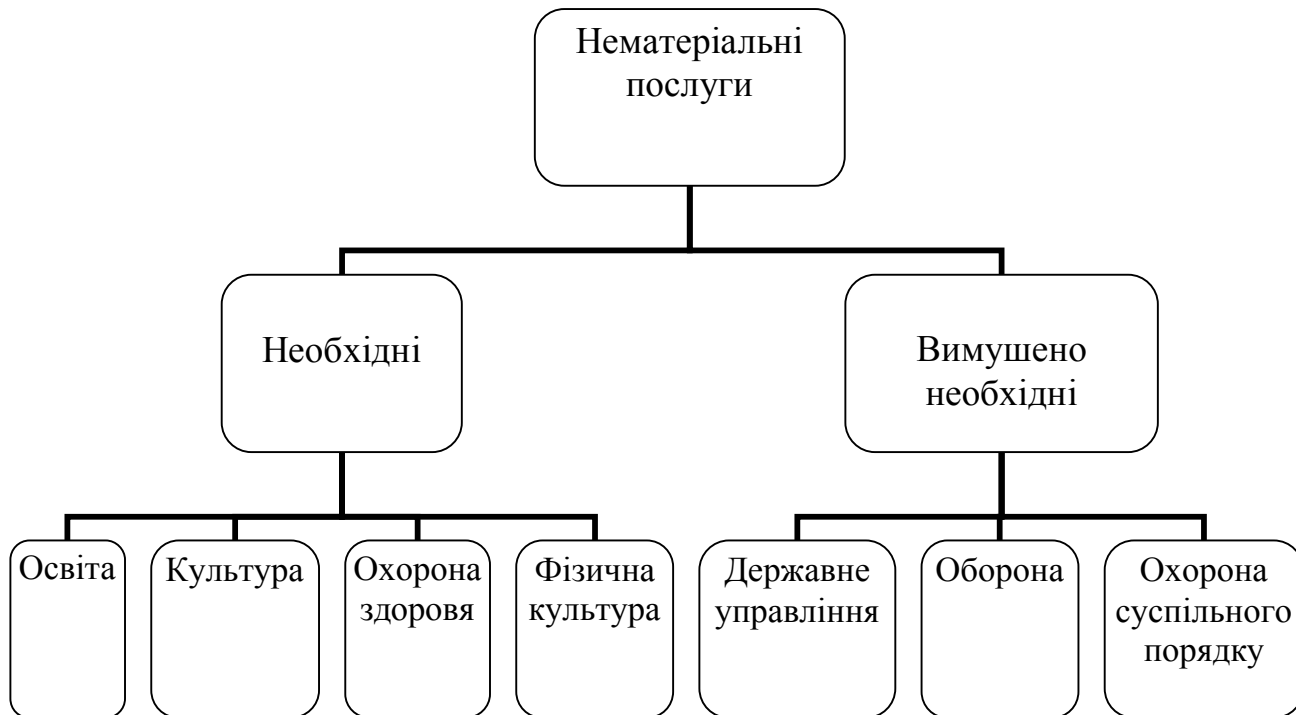 Нематеріальні
послуги
Необхідні
Вимушено
необхідні
Освіта
Культура
Охорона
здоровя
Фізична
культура
Державне
управління
Оборона
Охорона
суспільного
порядку